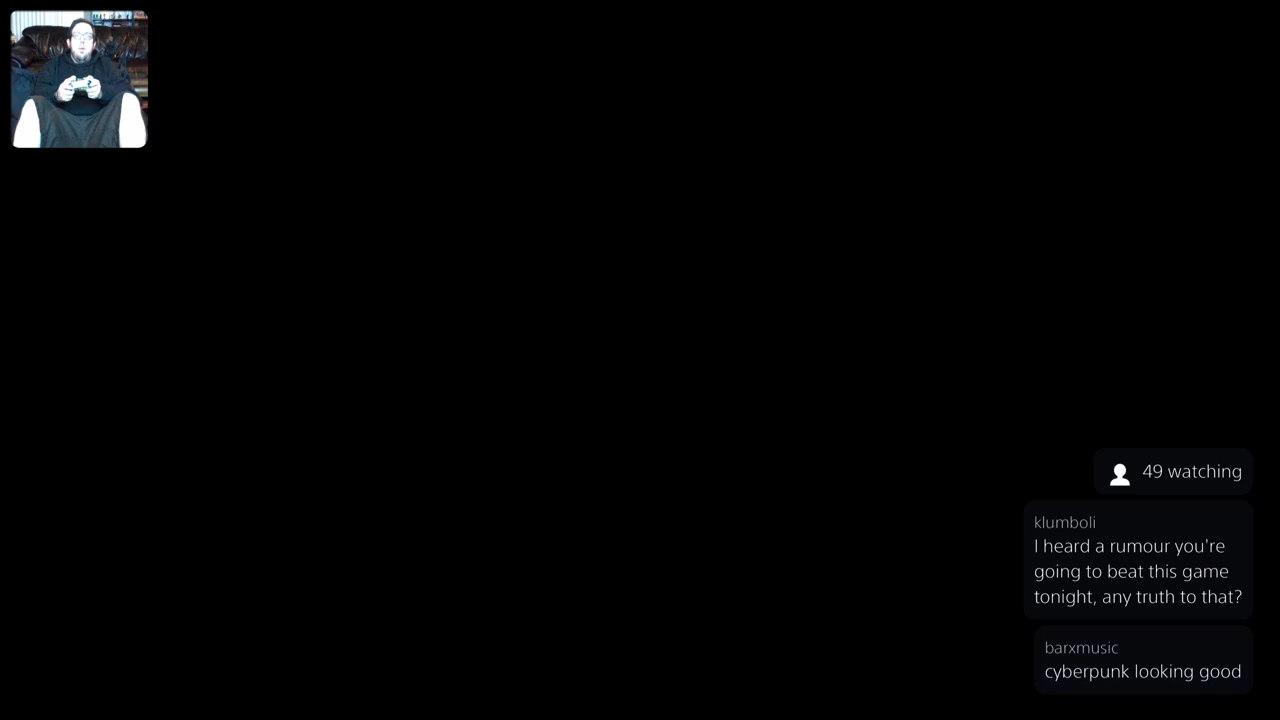 49 watching
klumboli
I heard a rumour you're
going to beat this game
tonight, any truth to that?
barxmusic
cyberpunk looking good